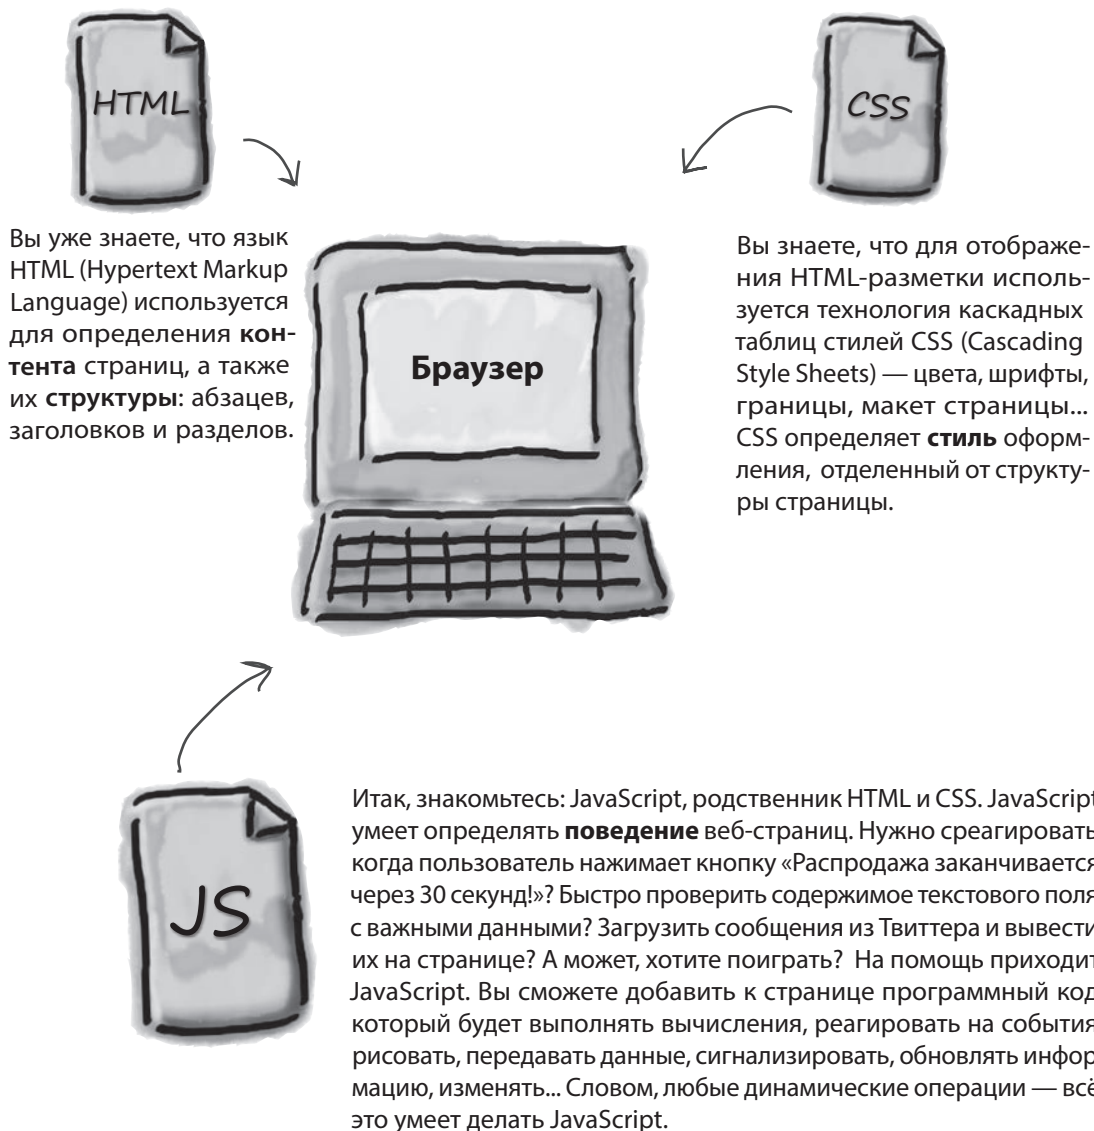 HTML
CSS
Вы уже знаете, что язык
HTML (Hypertext Markup
Language) используется
для определения кон-
тента страниц, а также
их структуры: абзацев,
заголовков и разделов.
Браузер
Вы знаете, что для отображе-
ния HTML-разметки исполь-
зуется технология каскадных
таблиц стилей CSS (Cascading
Style Sheets) — цвета, шрифты,
границы, макет страницы...
CSS определяет стиль оформ-
ления, отделенный от структу-
ры страницы.
JS
Итак, знакомьтесь: JavaScript, родственник HTML и CSS. JavaScript
умеет определять поведение веб-страниц. Нужно среагировать
когда пользователь нажимает кнопку «Распродажа заканчивается
через 30 секунд!»? Быстро проверить содержимое текстового поля
с важными данными? Загрузить сообщения из Твиттера и вывести
их на странице? А может, хотите поиграть? На помощь приходит
JavaScript. Вы сможете добавить к странице программный код
который будет выполнять вычисления, реагировать на события
рисовать, передавать данные, сигнализировать, обновлять инфор
мацию, изменять... Словом, любые динамические операции — всё
это умеет делать JavaScript.